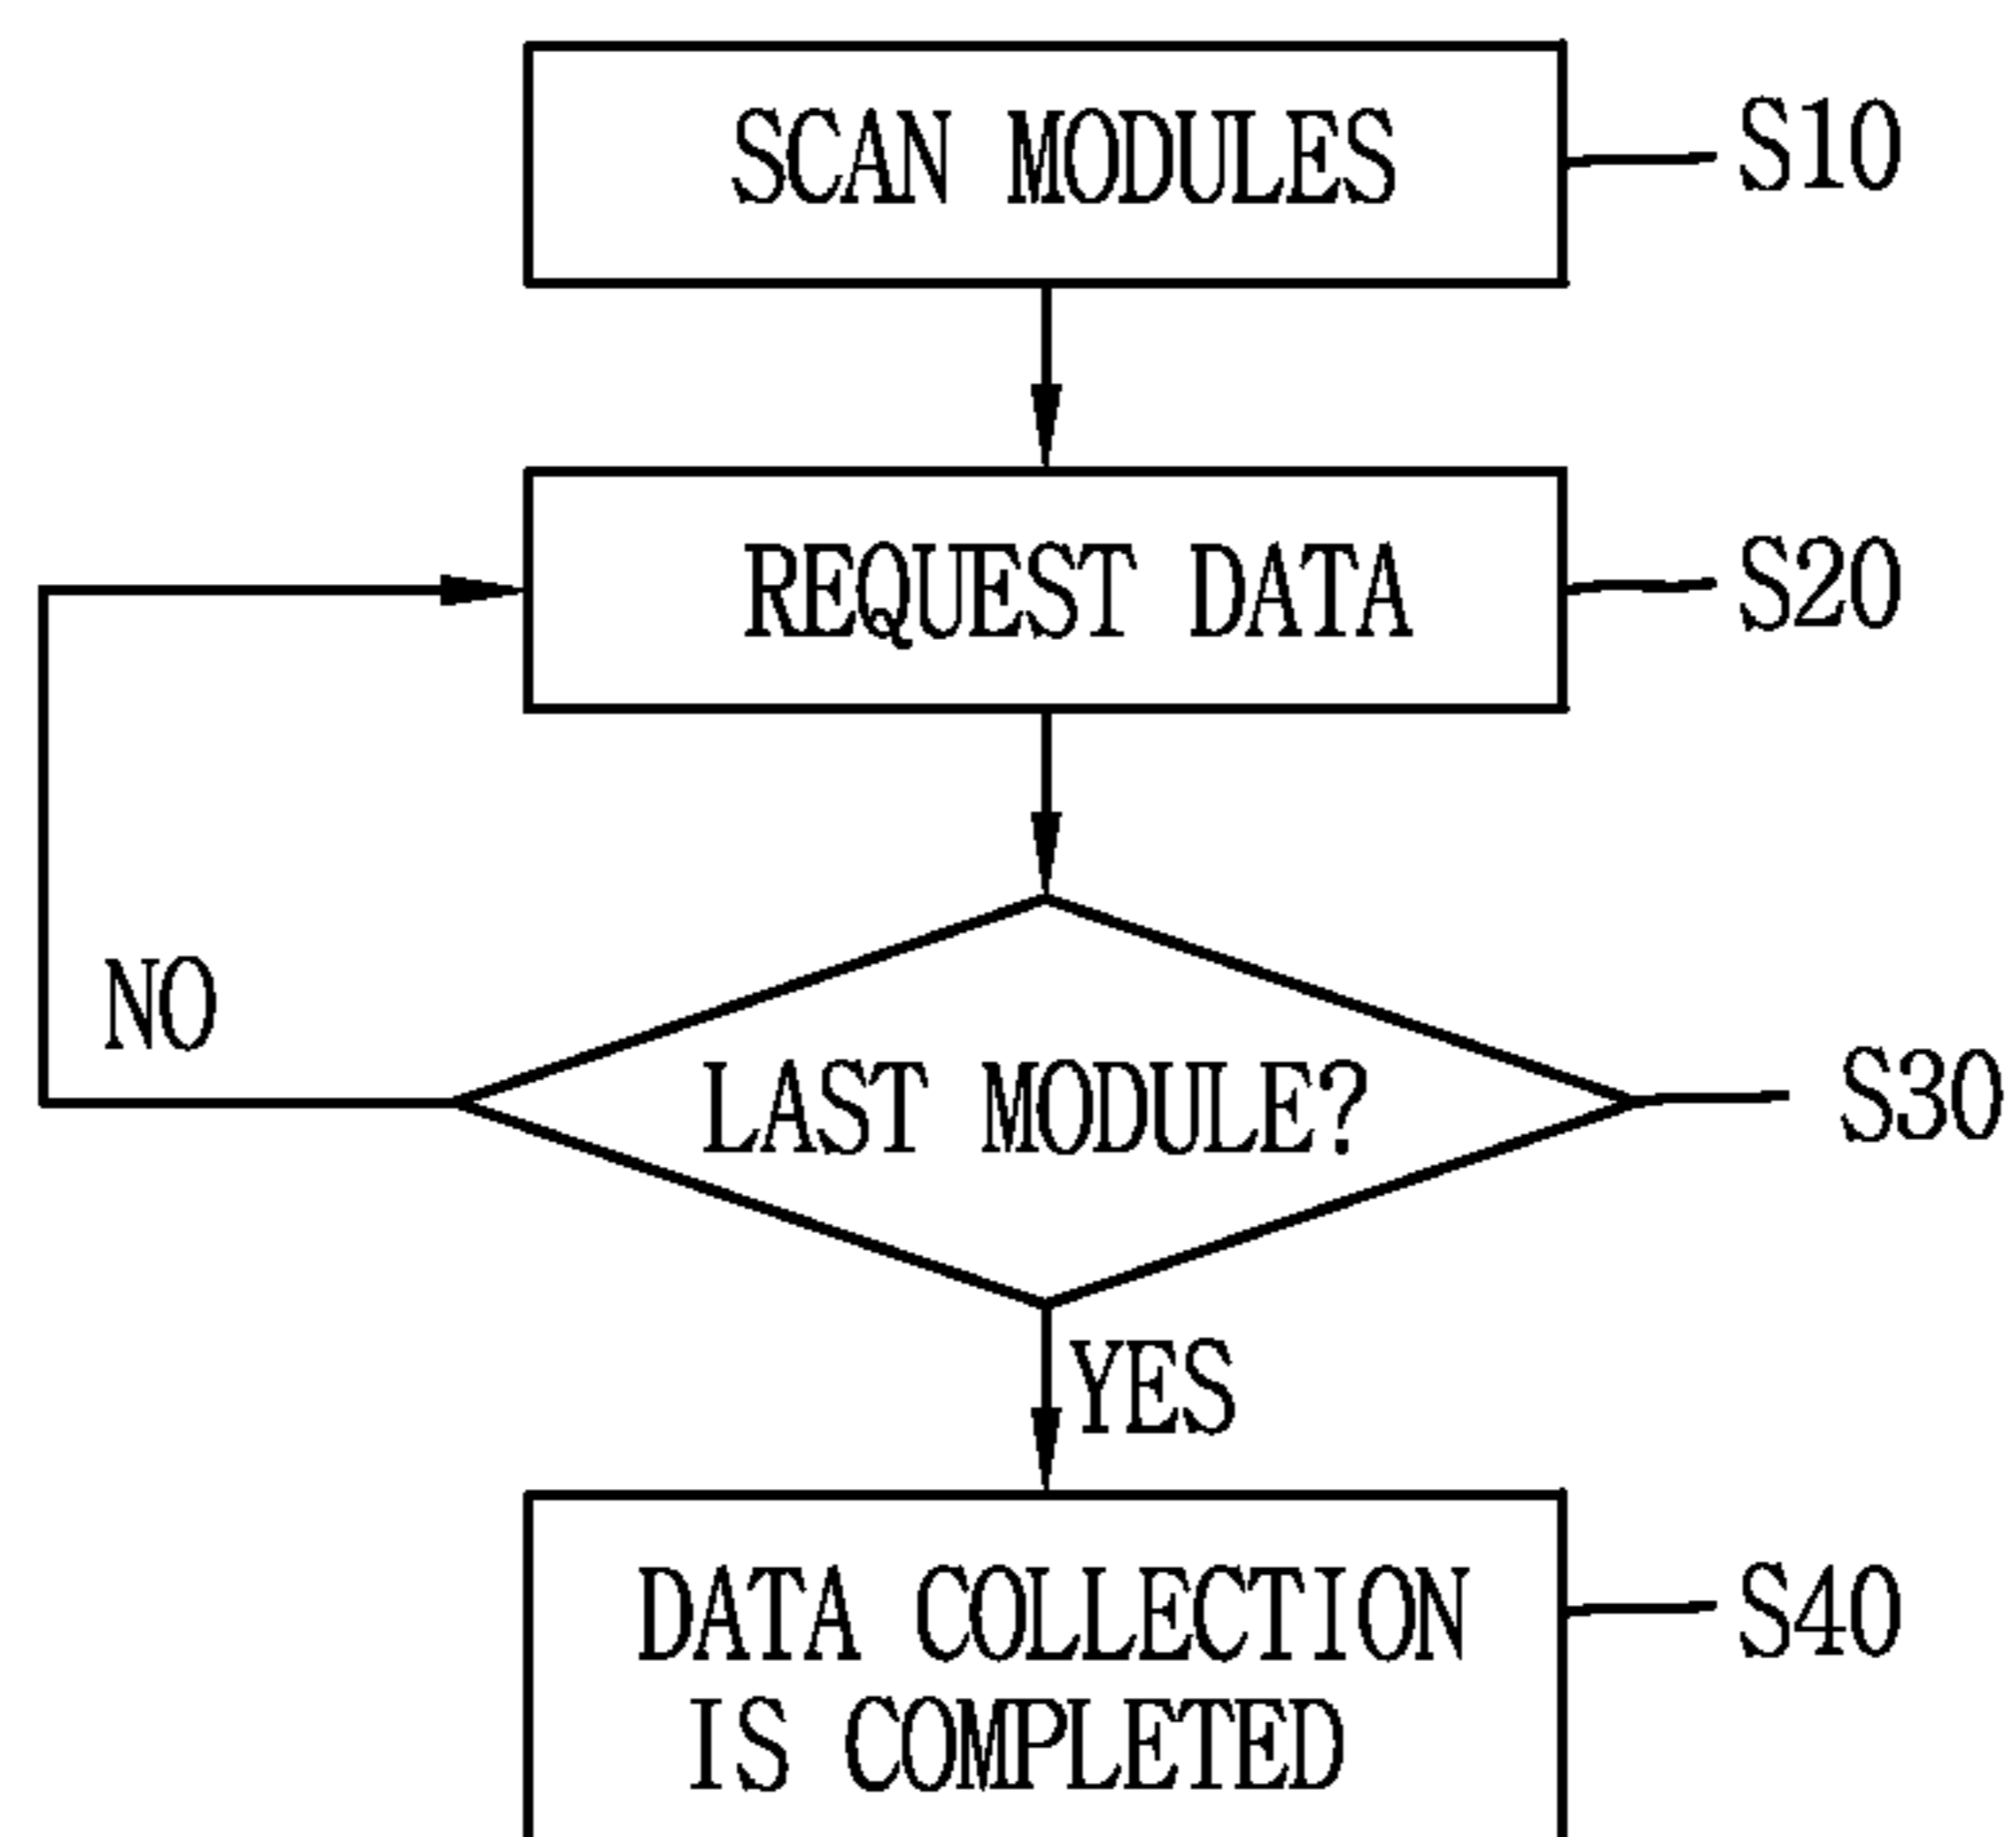 SCAN MODULES
S10
REQUEST DATA
S20
NO
LAST MODULE?
S30
YES
DATA COLLECTION
IS COMPLETED
S40